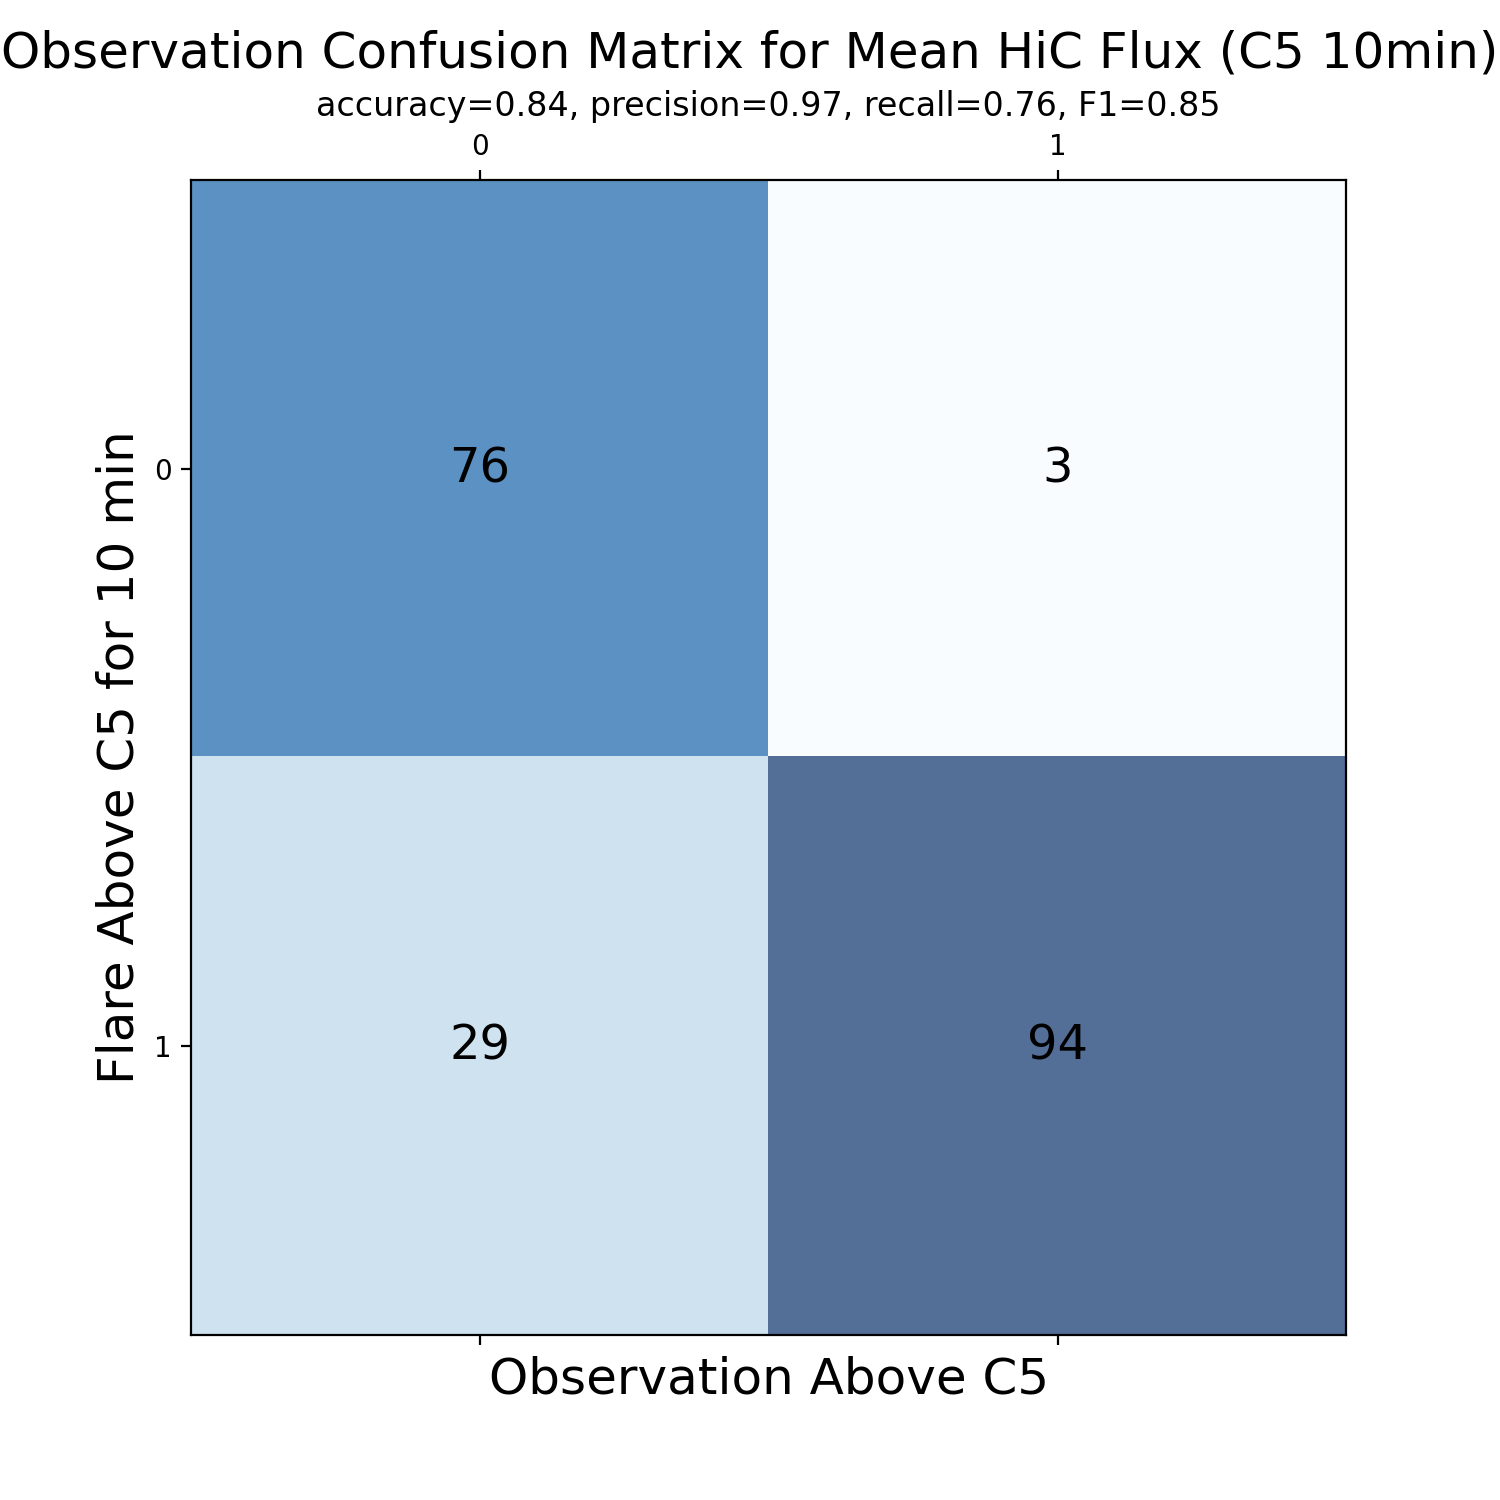 Observation Confusion Matrix for Mean HiC Flux (C5 10min)
accuracy=0.84, precision=0.97, recall=0.76, F1=0.85
0 1
Flare Above C5 for 10 min
0 76 3
1 29 94
Observation Above C5